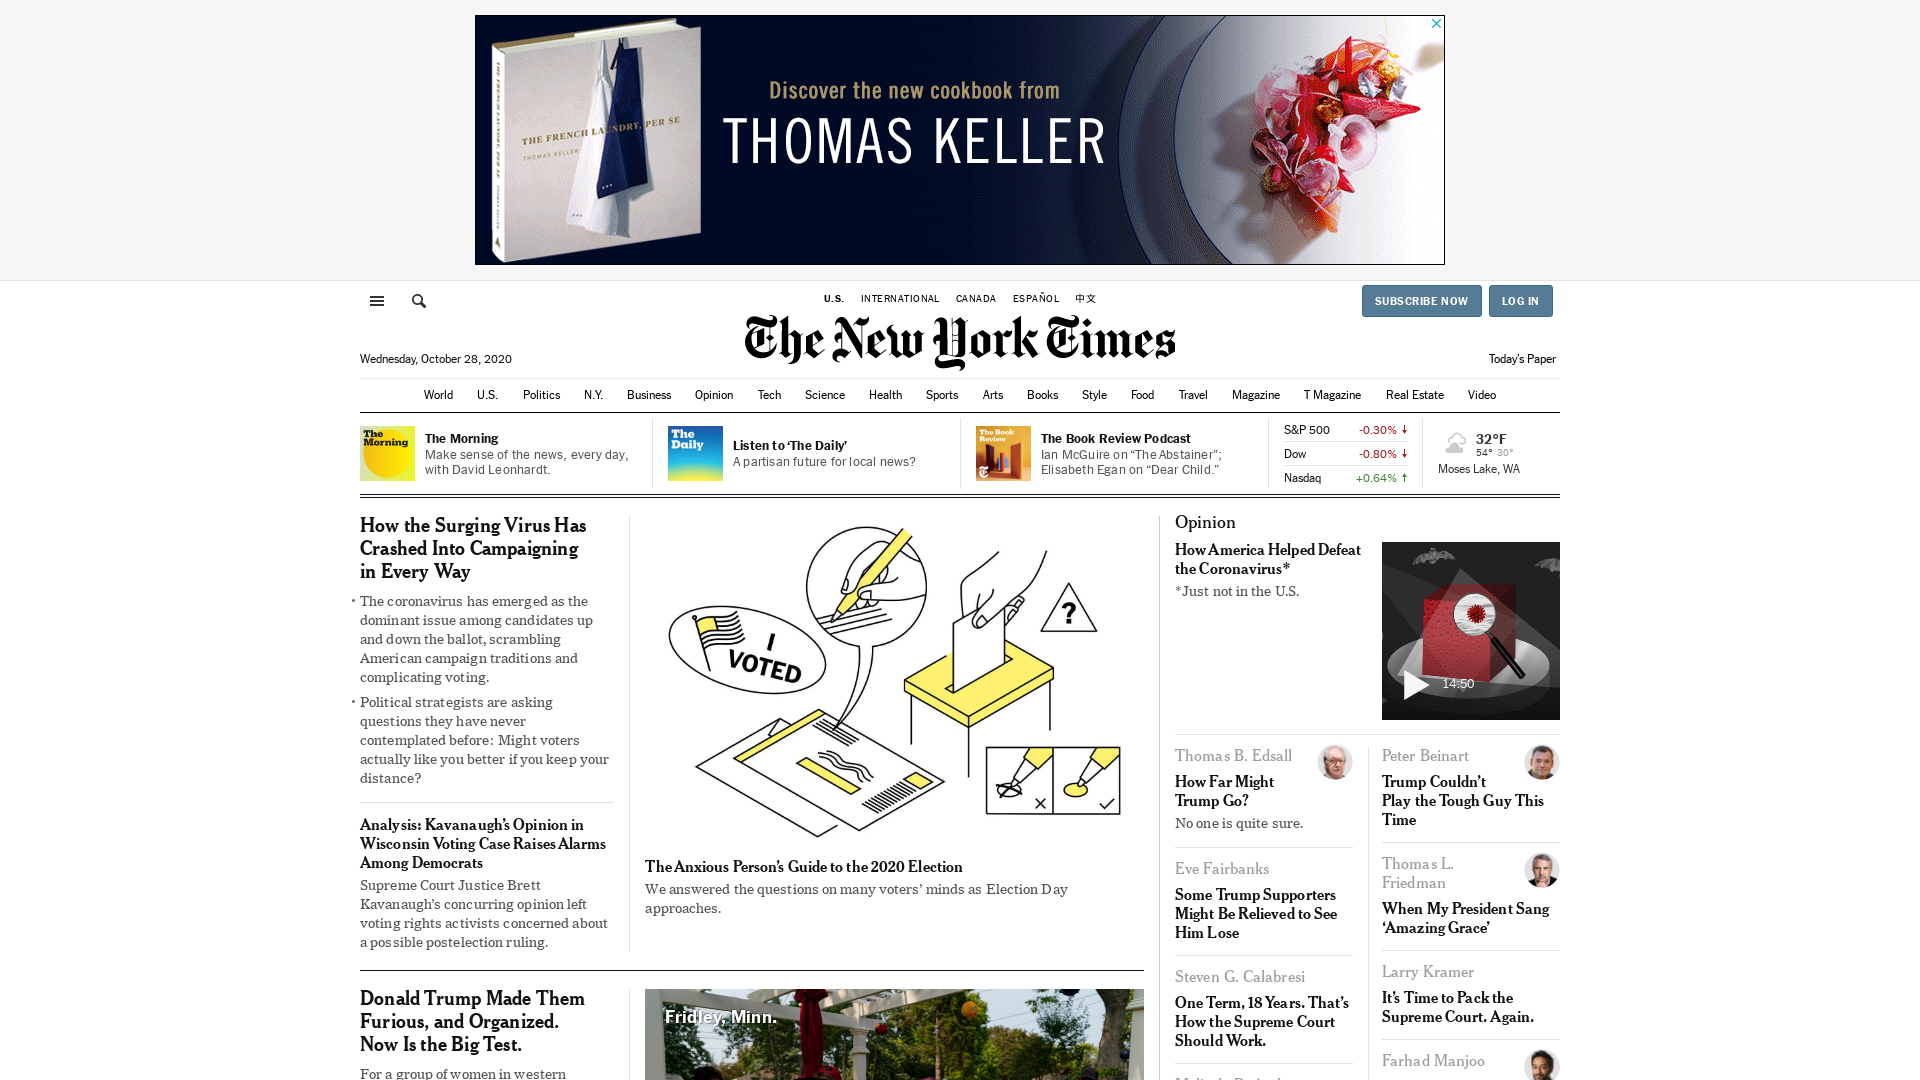 THE FRENCH LAUNDRY, PER SE
THOMAS KELLER
Discover the new cookbook from
THOMAS KELLER
U.S. INTERNATIONAL CANADA ESPAÑOL 中文
SUBSCRIBE NOW LOG IN
The New York Times
Wednesday, October 28, 2020
Today's Paper
World U.S. Politics N.Y. Business Opinion Tech Science Health Sports Arts Books Style Food Travel Magazine T Magazine Real Estate Video
The Morning
The Morning
Make sense of the news, every day,
with David Leonhardt.
The Daily
Listen to ‘The Daily’
A partisan future for local news?
The Book Review
The Book Review Podcast
Ian McGuire on “The Abstainer”;
Elisabeth Egan on “Dear Child.”
S&P 500 -0.30%
Dow -0.80%
Nasdaq +0.64%
32°F
54° 30°
Moses Lake, WA
How the Surging Virus Has
Crashed Into Campaigning
in Every Way
• The coronavirus has emerged as the
dominant issue among candidates up
and down the ballot, scrambling
American campaign traditions and
complicating voting.
• Political strategists are asking
questions they have never
contemplated before: Might voters
actually like you better if you keep your
distance?
Analysis: Kavanaugh’s Opinion in
Wisconsin Voting Case Raises Alarms
Among Democrats
Supreme Court Justice Brett
Kavanaugh’s concurring opinion left
voting rights activists concerned about
a possible postelection ruling.
I
VOTED
?
The Anxious Person’s Guide to the 2020 Election
We answered the questions on many voters’ minds as Election Day
approaches.
Donald Trump Made Them
Furious, and Organized.
Now Is the Big Test.
For a group of women in western
Fridley, Minn.
Opinion
How America Helped Defeat
the Coronavirus*
*Just not in the U.S.
14:50
Thomas B. Edsall
How Far Might
Trump Go?
No one is quite sure.
Eve Fairbanks
Some Trump Supporters
Might Be Relieved to See
Him Lose
Steven G. Calabresi
One Term, 18 Years. That’s
How the Supreme Court
Should Work.
Peter Beinart
Trump Couldn’t
Play the Tough Guy This
Time
Thomas L.
Friedman
When My President Sang
‘Amazing Grace’
Larry Kramer
It’s Time to Pack the
Supreme Court. Again.
Farhad Manjoo